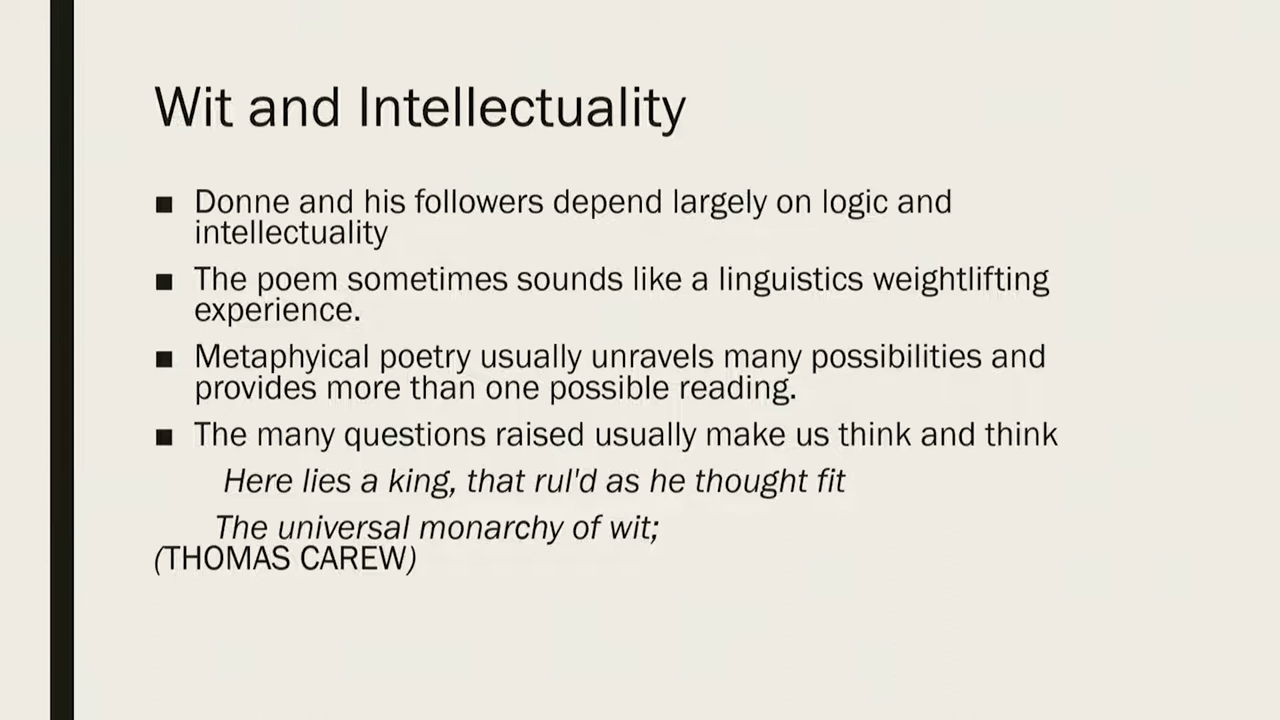 Wit and Intellectuality
■ Donne and his followers depend largely on logic and
intellectuality
■ The poem sometimes sounds like a linguistics weightlifting
experience.
■ Metaphyical poetry usually unravels many possibilities and
provides more than one possible reading.
■ The many questions raised usually make us think and think
Here lies a king, that rul'd as he thought fit
The universal monarchy of wit;
(THOMAS CAREW)